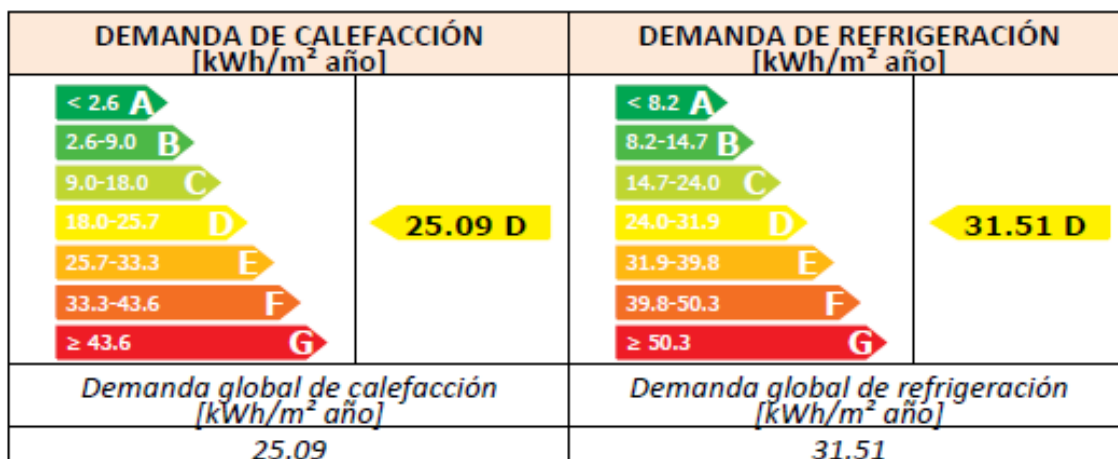 DEMANDA DE CALEFACCIÓN
[kWh/m² año]
DEMANDA DE REFRIGERACIÓN
[kWh/m² año]
< 2.6 A
2.6-9.0 B
9.0-18.0 C
18.0-25.7 D
25.7-33.3 E
33.3-43.6 F
≥ 43.6 G
25.09 D
< 8.2 A
8.2-14.7 B
14.7-24.0 C
24.0-31.9 D
31.9-39.8 E
39.8-50.3 F
≥ 50.3 G
31.51 D
Demanda global de calefacción
[kWh/m² año]
Demanda global de refrigeración
[kWh/m² año]
25.09
31.51